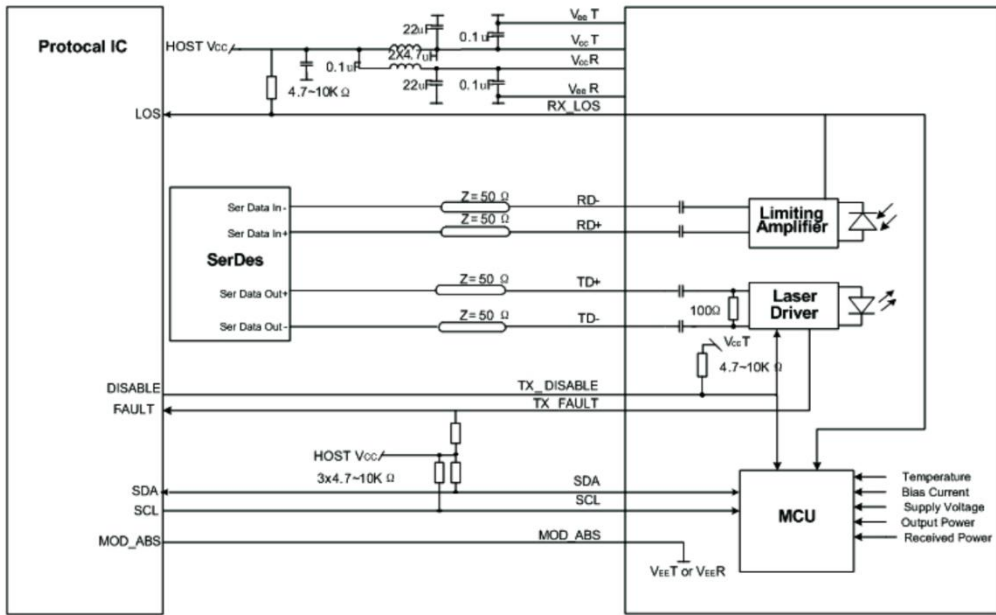 Protocal IC
HOST Vcc
22uF
0.1uF
VEE T
Vcc T
0.1uF
2X4.7uH
Vcc R
4.7~10K Ω
22uF
0.1uF
VEE R
LOS
RX_LOS
Z= 50 Ω
RD-
Ser Data In-
Z= 50 Ω
RD+
Ser Data In+
Limiting
Amplifier
SerDes
Z= 50 Ω
TD+
Ser Data Out+
100Ω
Laser
Driver
Z= 50 Ω
TD-
Ser Data Out-
VccT
4.7~10K Ω
DISABLE
TX_DISABLE
FAULT
TX_FAULT
HOST Vcc
3x4.7~10K Ω
SDA
SDA
SCL
SCL
MCU
Temperature
Bias Current
Supply Voltage
Output Power
Received Power
MOD_ABS
MOD_ABS
VEET or VEER